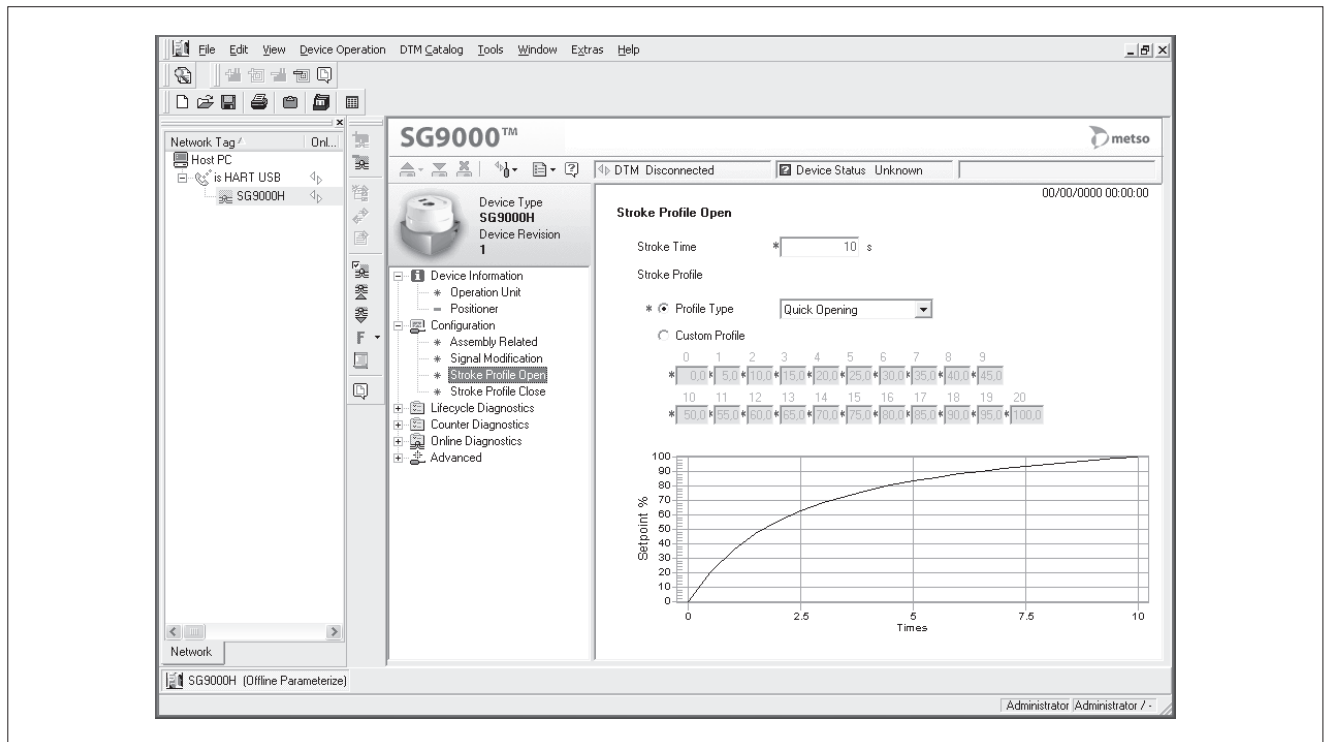 File Edit View Device Operation DTM Catalog Tools Window Extras Help
Network Tag Onl...
Host PC
is HART USB
SG9000H
SG9000™
metso
DTM Disconnected Device Status Unknown
00/00/0000 00:00:00
Device Type
SG9000H
Device Revision
1
Device Information
Operation Unit
Positioner
Configuration
Assembly Related
Signal Modification
Stroke Profile Open
Stroke Profile Close
Lifecycle Diagnostics
Counter Diagnostics
Online Diagnostics
Advanced
F
Stroke Profile Open
Stroke Time * 10 s
Stroke Profile
* Profile Type Quick Opening
Custom Profile
0 1 2 3 4 5 6 7 8 9
* 0,0 * 5,0 * 10,0 * 15,0 * 20,0 * 25,0 * 30,0 * 35,0 * 40,0 * 45,0
10 11 12 13 14 15 16 17 18 19 20
* 50,0 * 55,0 * 60,0 * 65,0 * 70,0 * 75,0 * 80,0 * 85,0 * 90,0 * 95,0 * 100,0
100
90
80
70
60
50
40
30
20
10
0
Setpoint %
0 2.5 5 7.5 10
Times
Network
SG9000H (Offline Parameterize)
Administrator Administrator / -